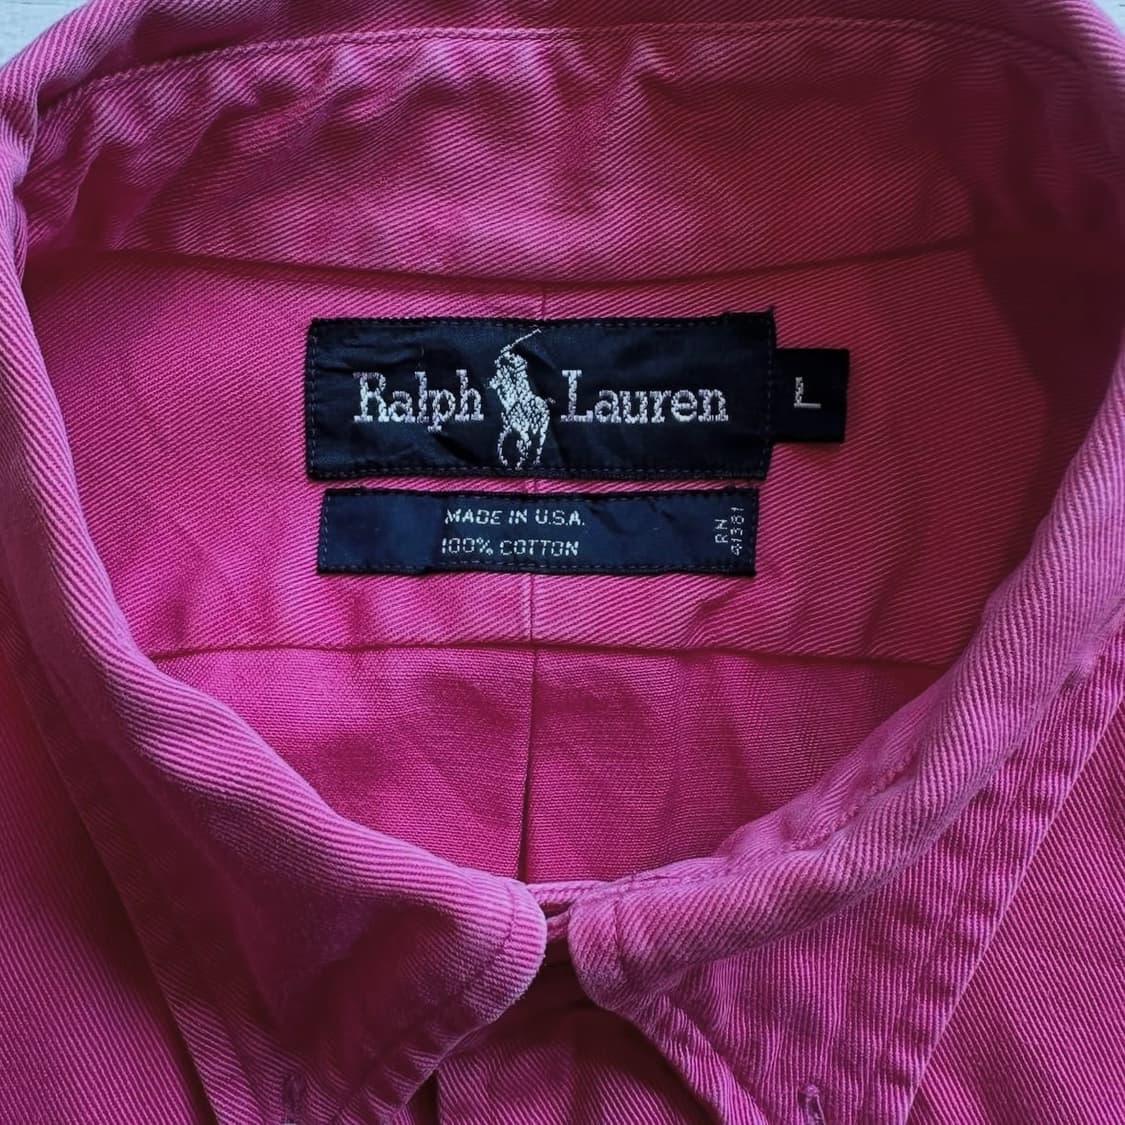 Ralph Lauren
L
MADE IN U.S.A.
100% COTTON
RN
41381